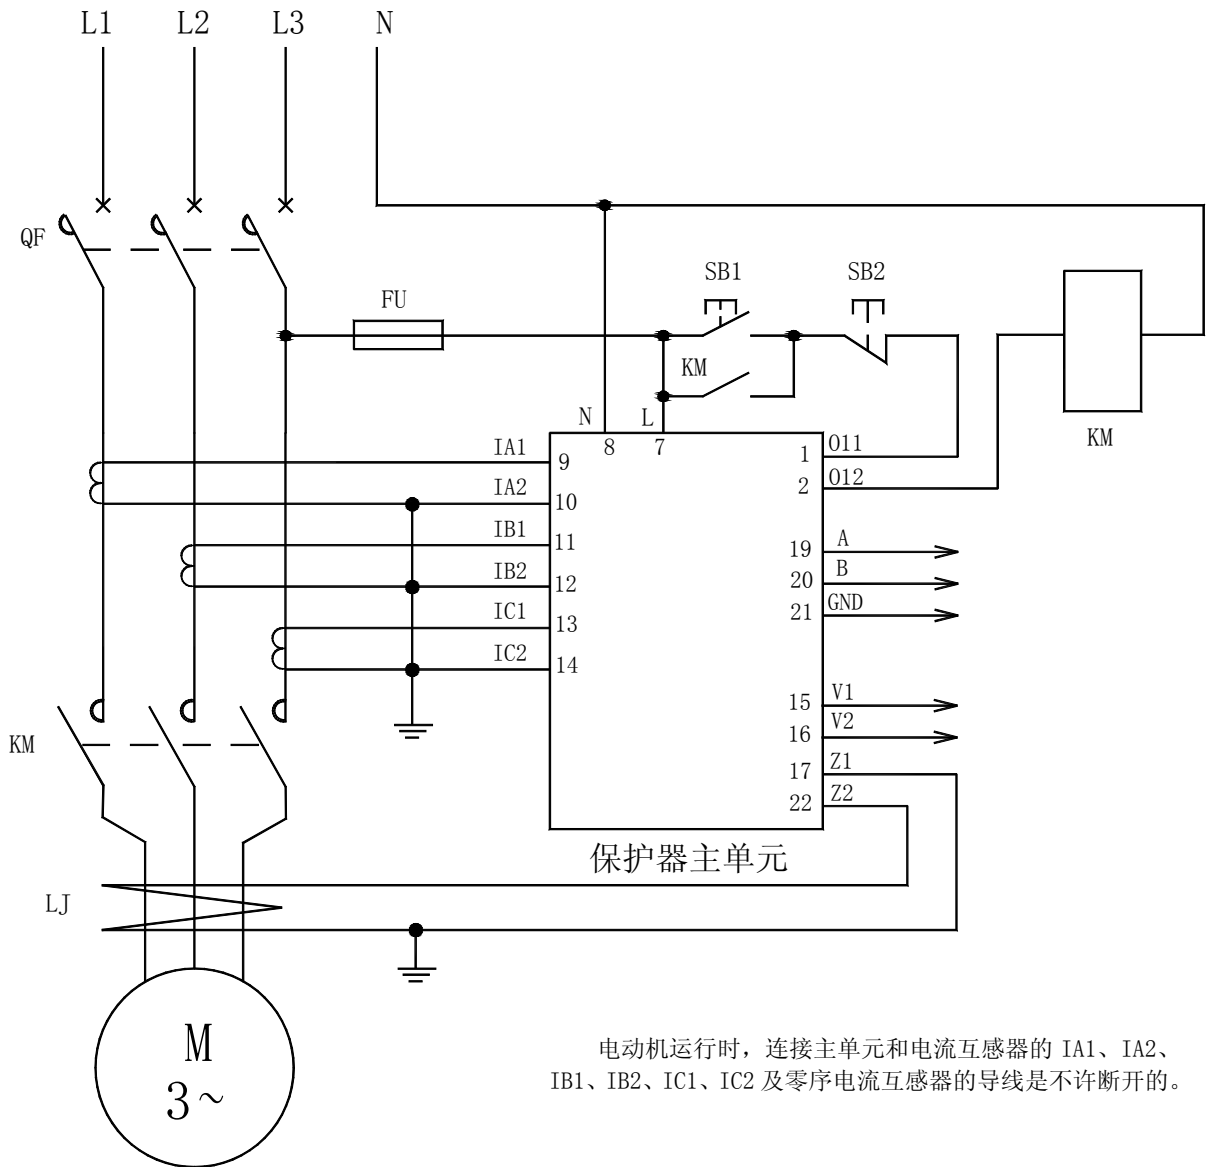 L1 L2 L3 N
QF
FU
SB1 SB2
KM
KM
N L
8 7
IA1 9
IA2 10
IB1 11
IB2 12
IC1 13
IC2 14
1 O11
2 O12
19 A
20 B
21 GND
15 V1
16 V2
17 Z1
22 Z2
KM
保护器主单元
LJ
M
3~
电动机运行时，连接主单元和电流互感器的 IA1、IA2、
IB1、IB2、IC1、IC2 及零序电流互感器的导线是不许断开的。